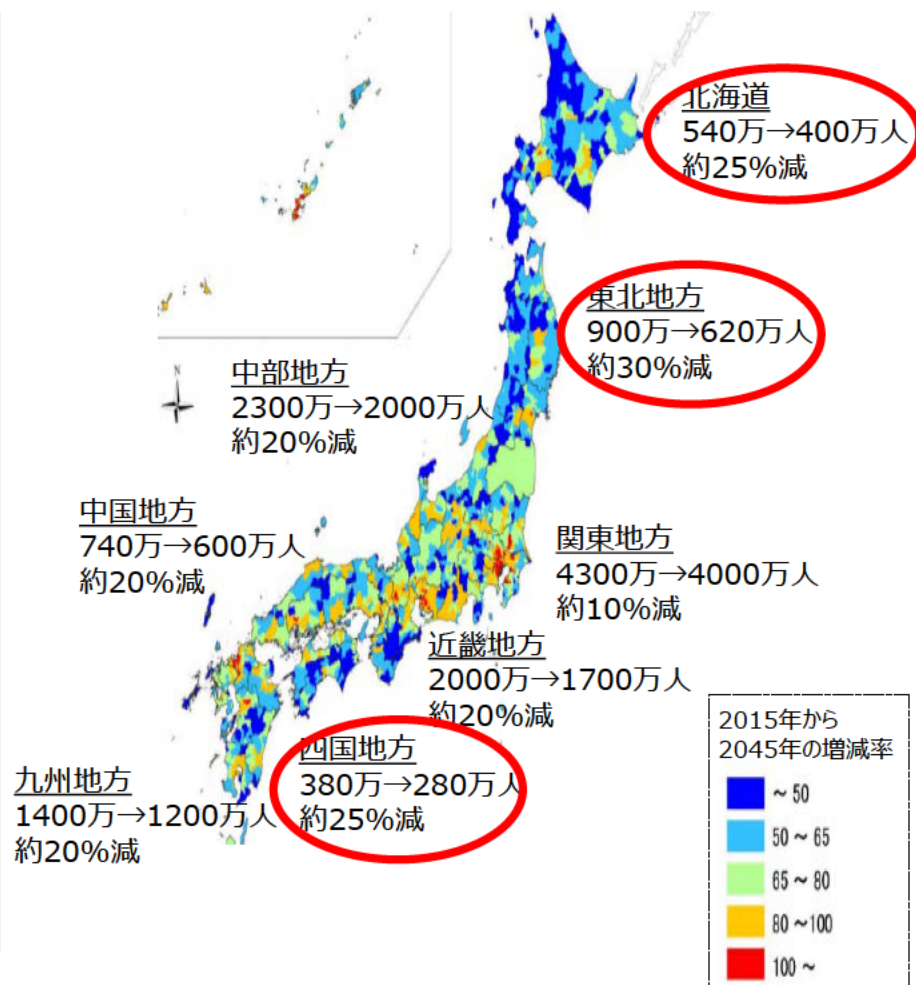 北海道
540万→400万人
約25%減
東北地方
900万→620万人
約30%減
N
中部地方
2300万→2000万人
約20%減
中国地方
740万→600万人
約20%減
関東地方
4300万→4000万人
約10%減
近畿地方
2000万→1700万人
約20%減
四国地方
380万→280万人
約25%減
九州地方
1400万→1200万人
約20%減
2015年から
2045年の増減率
～50
50～65
65～80
80～100
100～